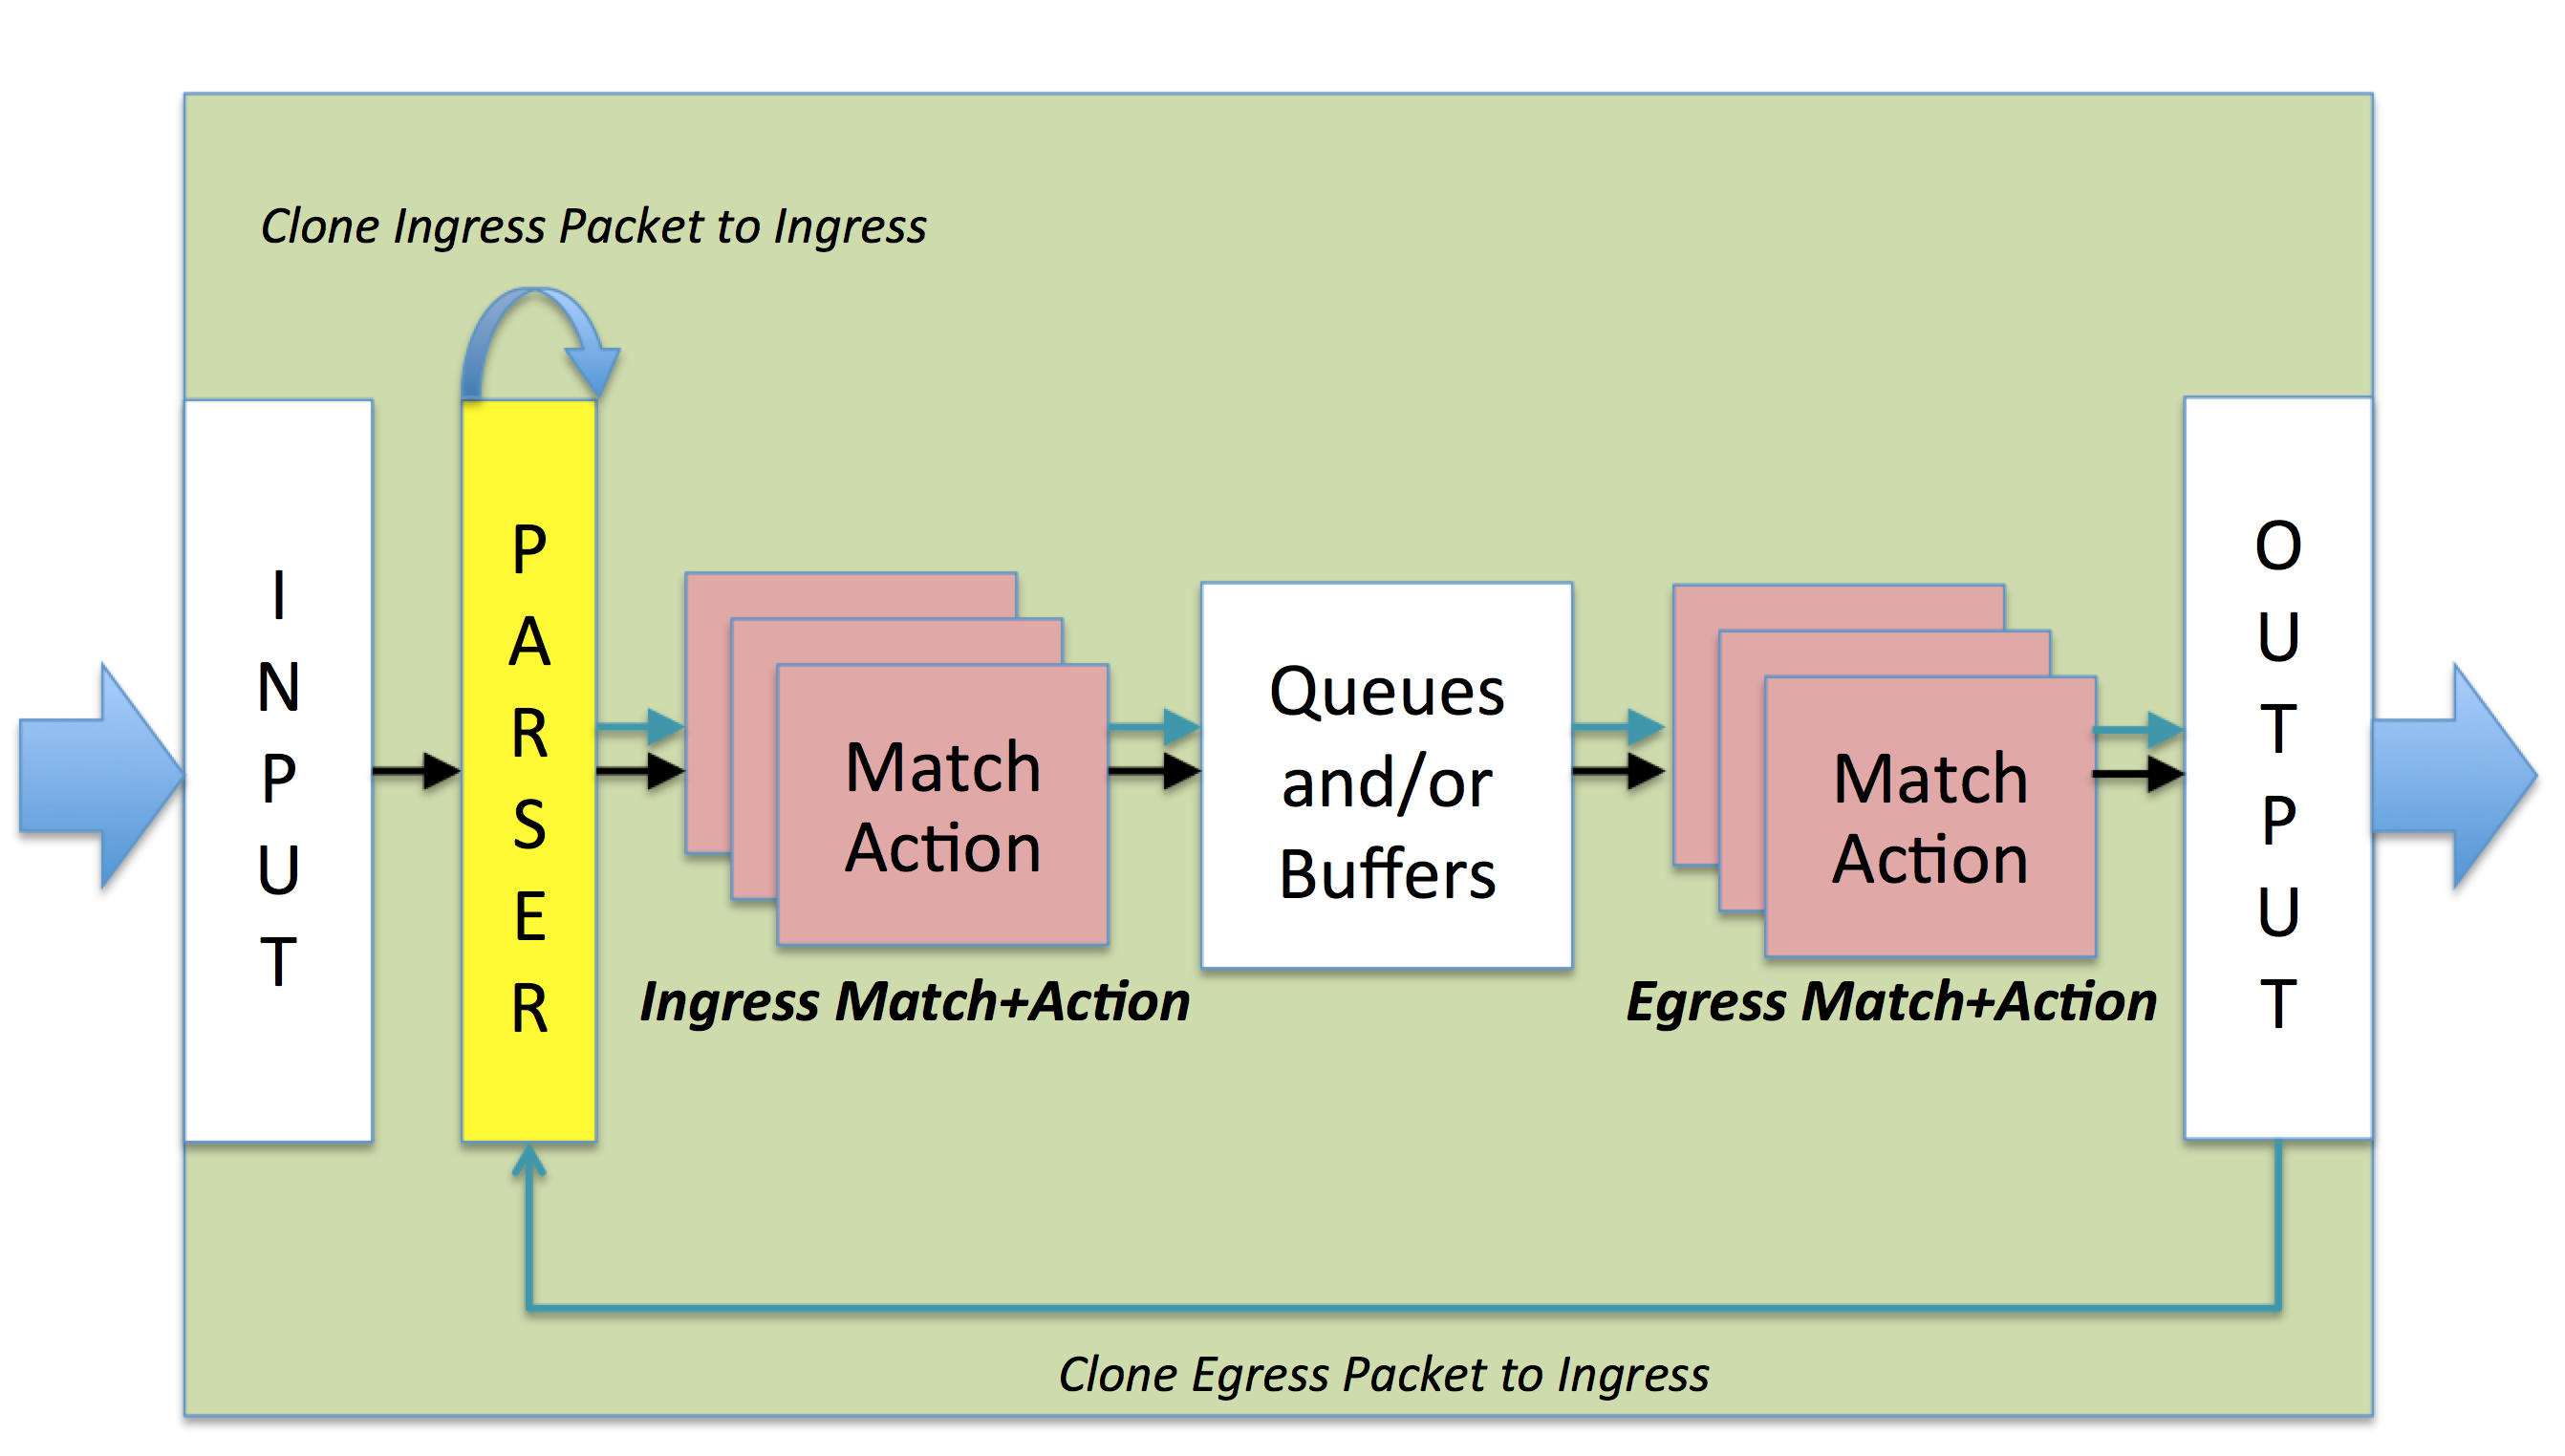 Clone Ingress Packet to Ingress
INPUT
PARSER
Match
Action
Ingress Match+Action
Queues
and/or
Buffers
Match
Action
Egress Match+Action
OUTPUT
Clone Egress Packet to Ingress